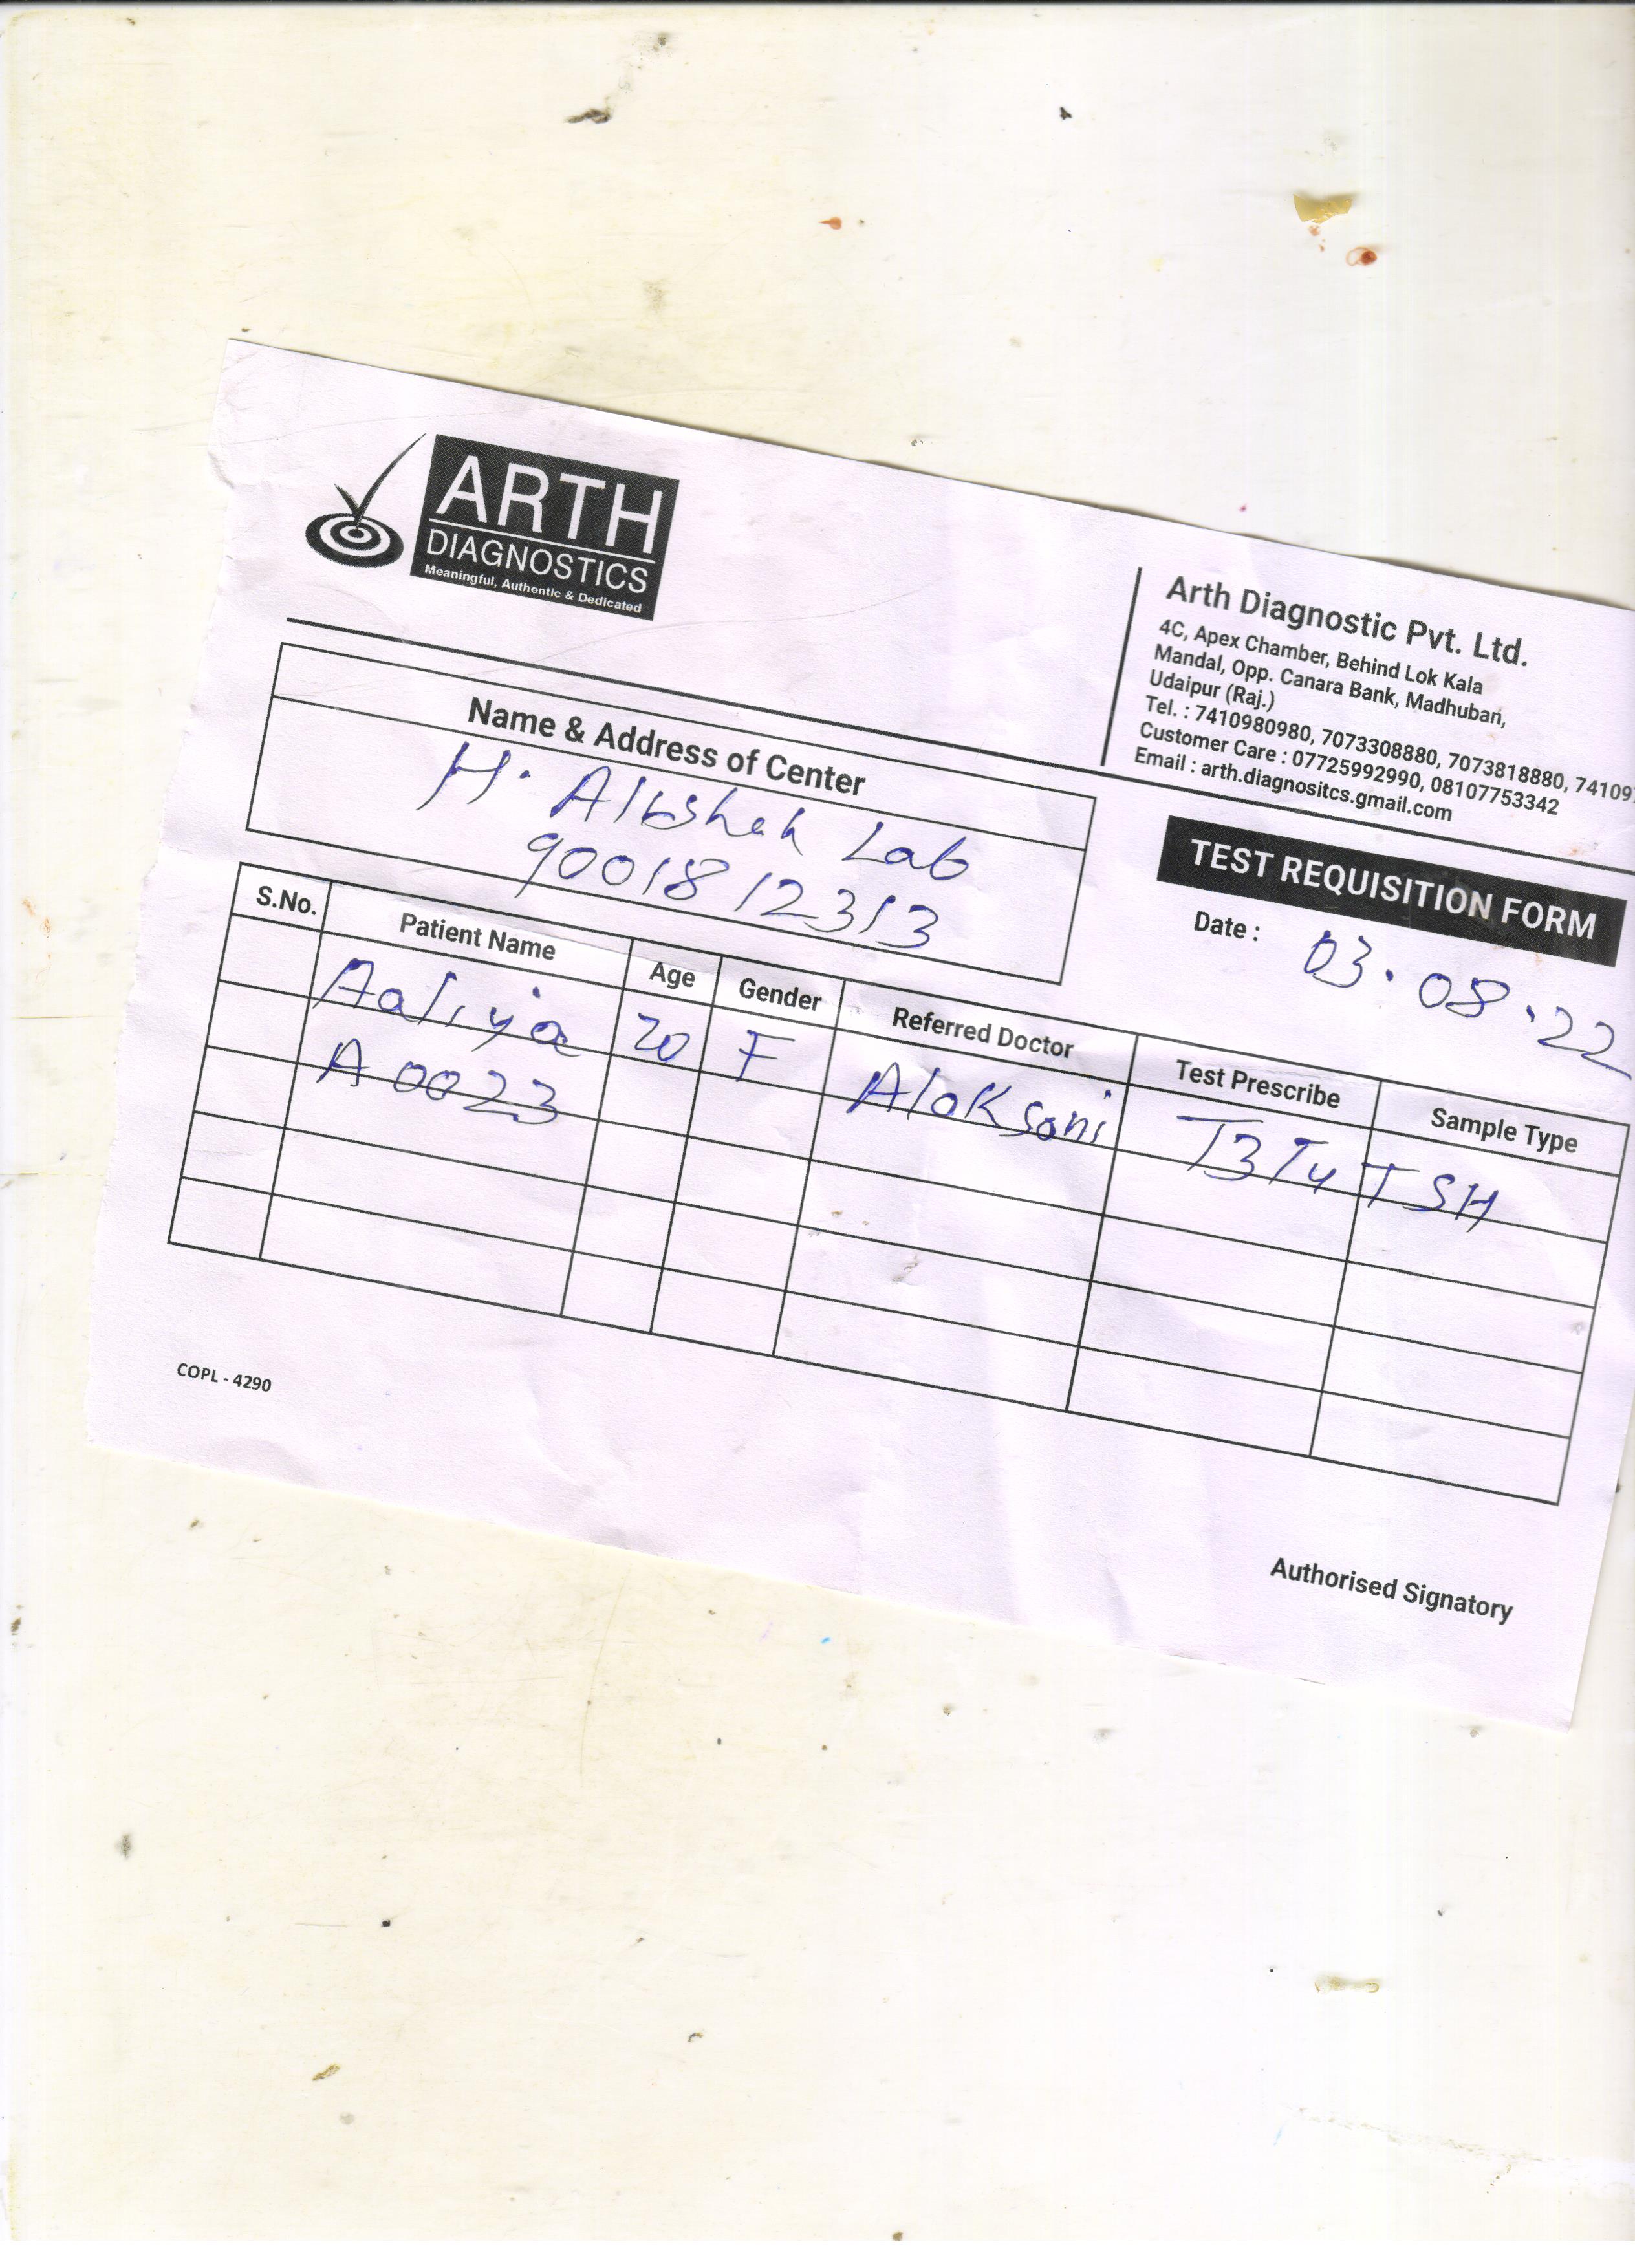 ARTH
DIAGNOSTICS
Meaningful, Authentic & Dedicated
Arth Diagnostic Pvt. Ltd.
4C, Apex Chamber, Behind Lok Kala
Mandal, Opp. Canara Bank, Madhuban,
Udaipur (Raj.)
Tel. : 7410980980, 7073308880, 7073818880, 74109
Customer Care : 07725992990, 08107753342
Email : arth.diagnositcs.gmail.com
Name & Address of Center
H. Lab
9001812313
TEST REQUISITION FORM
Date : 03.08.22
S.No. Patient Name Age Gender Referred Doctor Test Prescribe Sample Type
Aaliya 20 F Alok Soni T3 T4 TSH
A 0023
COPL - 4290
Authorised Signatory